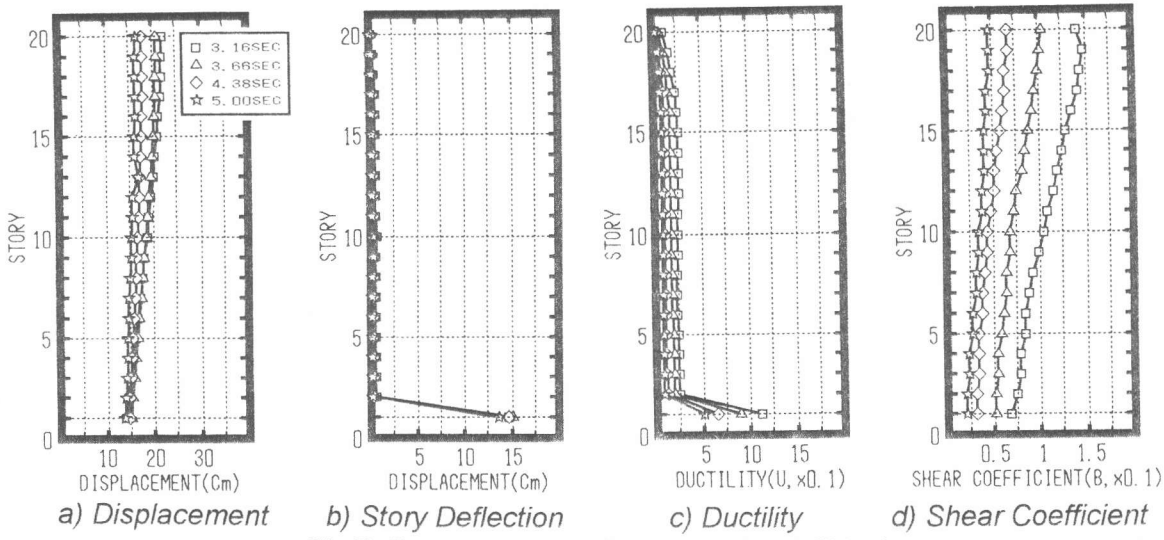 20
15
10
5
0
STORY
3.16SEC
3.66SEC
4.38SEC
5.00SEC
10 20 30
DISPLACEMENT(Cm)
a) Displacement
20
15
10
5
0
STORY
5 10 15
DISPLACEMENT(Cm)
b) Story Deflection
20
15
10
5
0
STORY
5 10 15
DUCTILITY(U,×0.1)
c) Ductility
20
15
10
5
0
STORY
0.5 1 1.5
SHEAR COEFFICIENT(B,×0.1)
d) Shear Coefficient